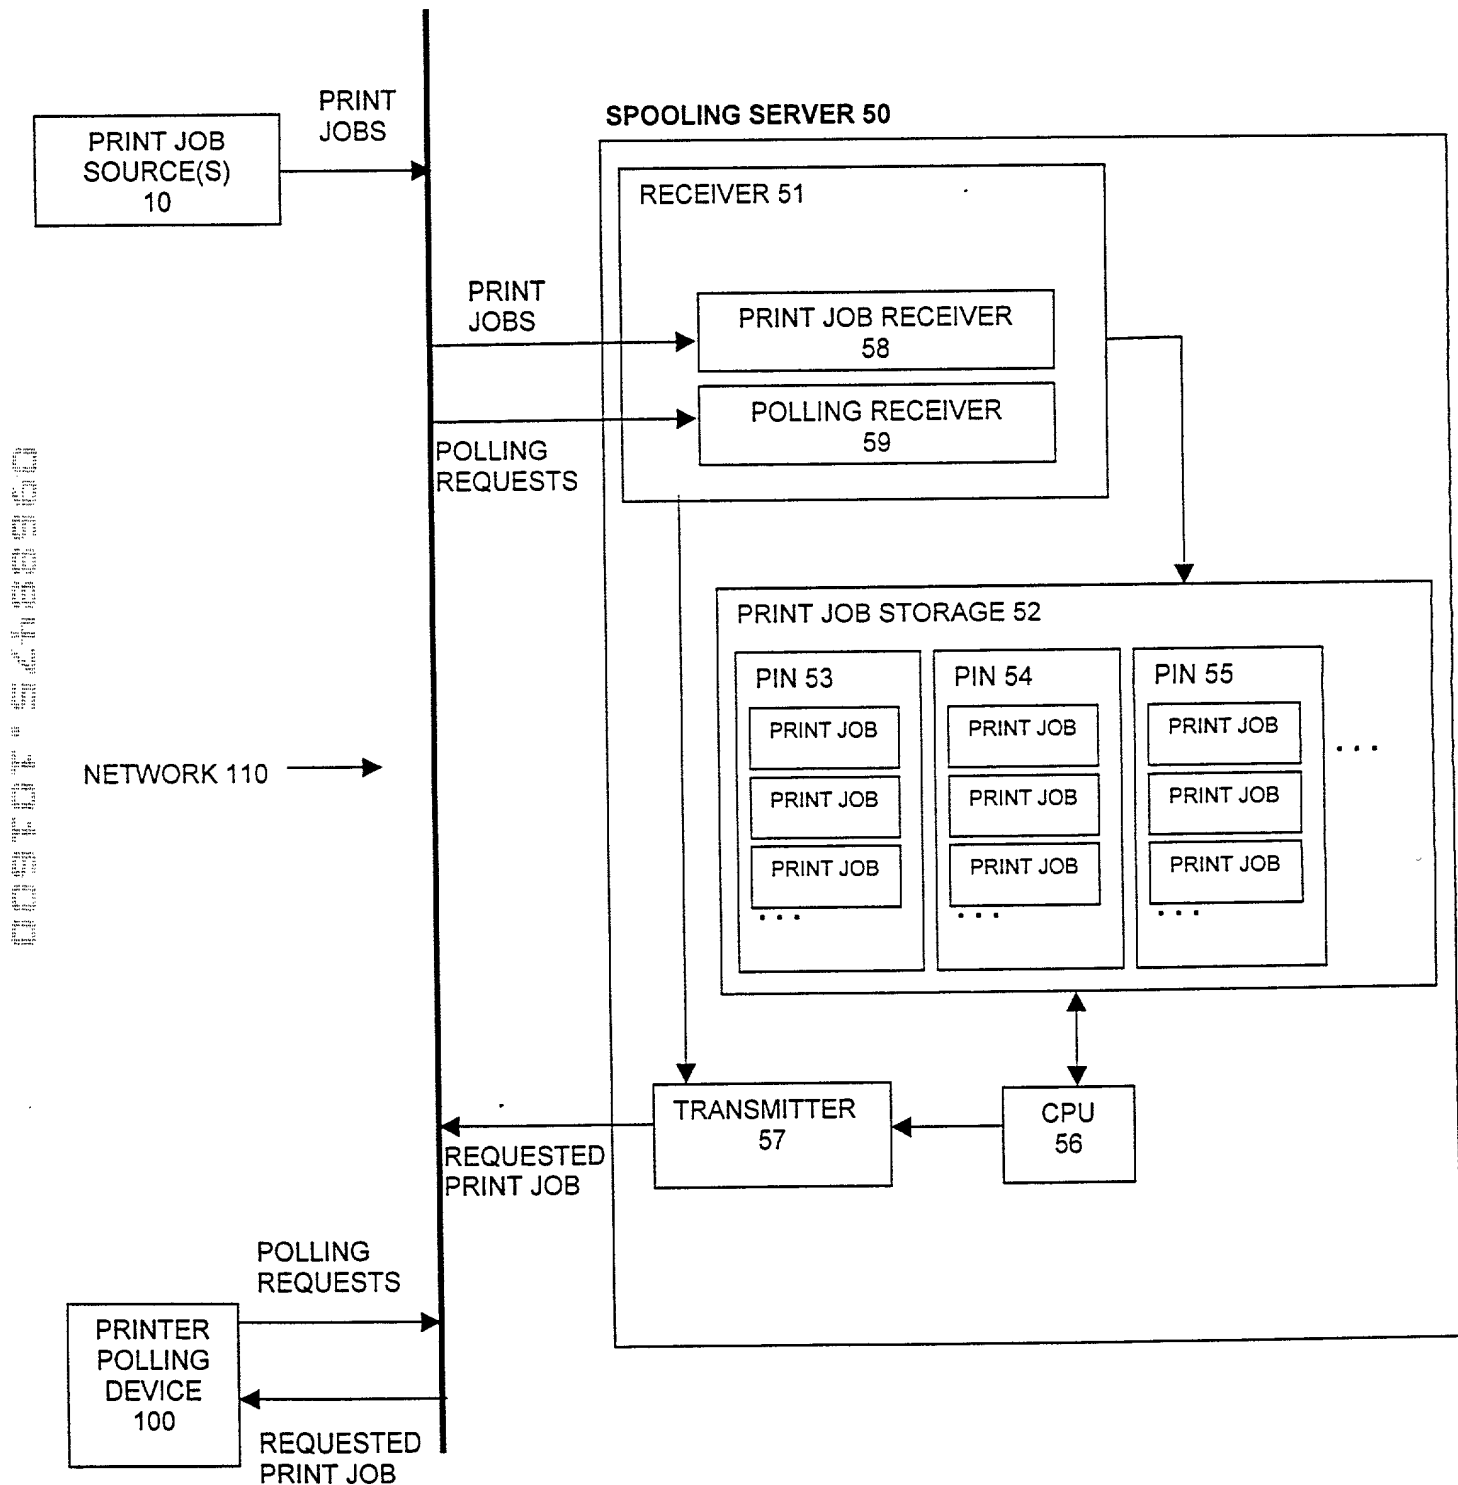 PRINT
JOBS
SPOOLING SERVER 50
PRINT JOB
SOURCE(S)
10
RECEIVER 51
PRINT
JOBS
PRINT JOB RECEIVER
58
POLLING RECEIVER
59
POLLING
REQUESTS
PRINT JOB STORAGE 52
PIN 53
PRINT JOB
PRINT JOB
PRINT JOB
...
PIN 54
PRINT JOB
PRINT JOB
PRINT JOB
...
PIN 55
PRINT JOB
PRINT JOB
PRINT JOB
...
...
NETWORK 110
TRANSMITTER
57
CPU
56
REQUESTED
PRINT JOB
POLLING
REQUESTS
PRINTER
POLLING
DEVICE
100
REQUESTED
PRINT JOB